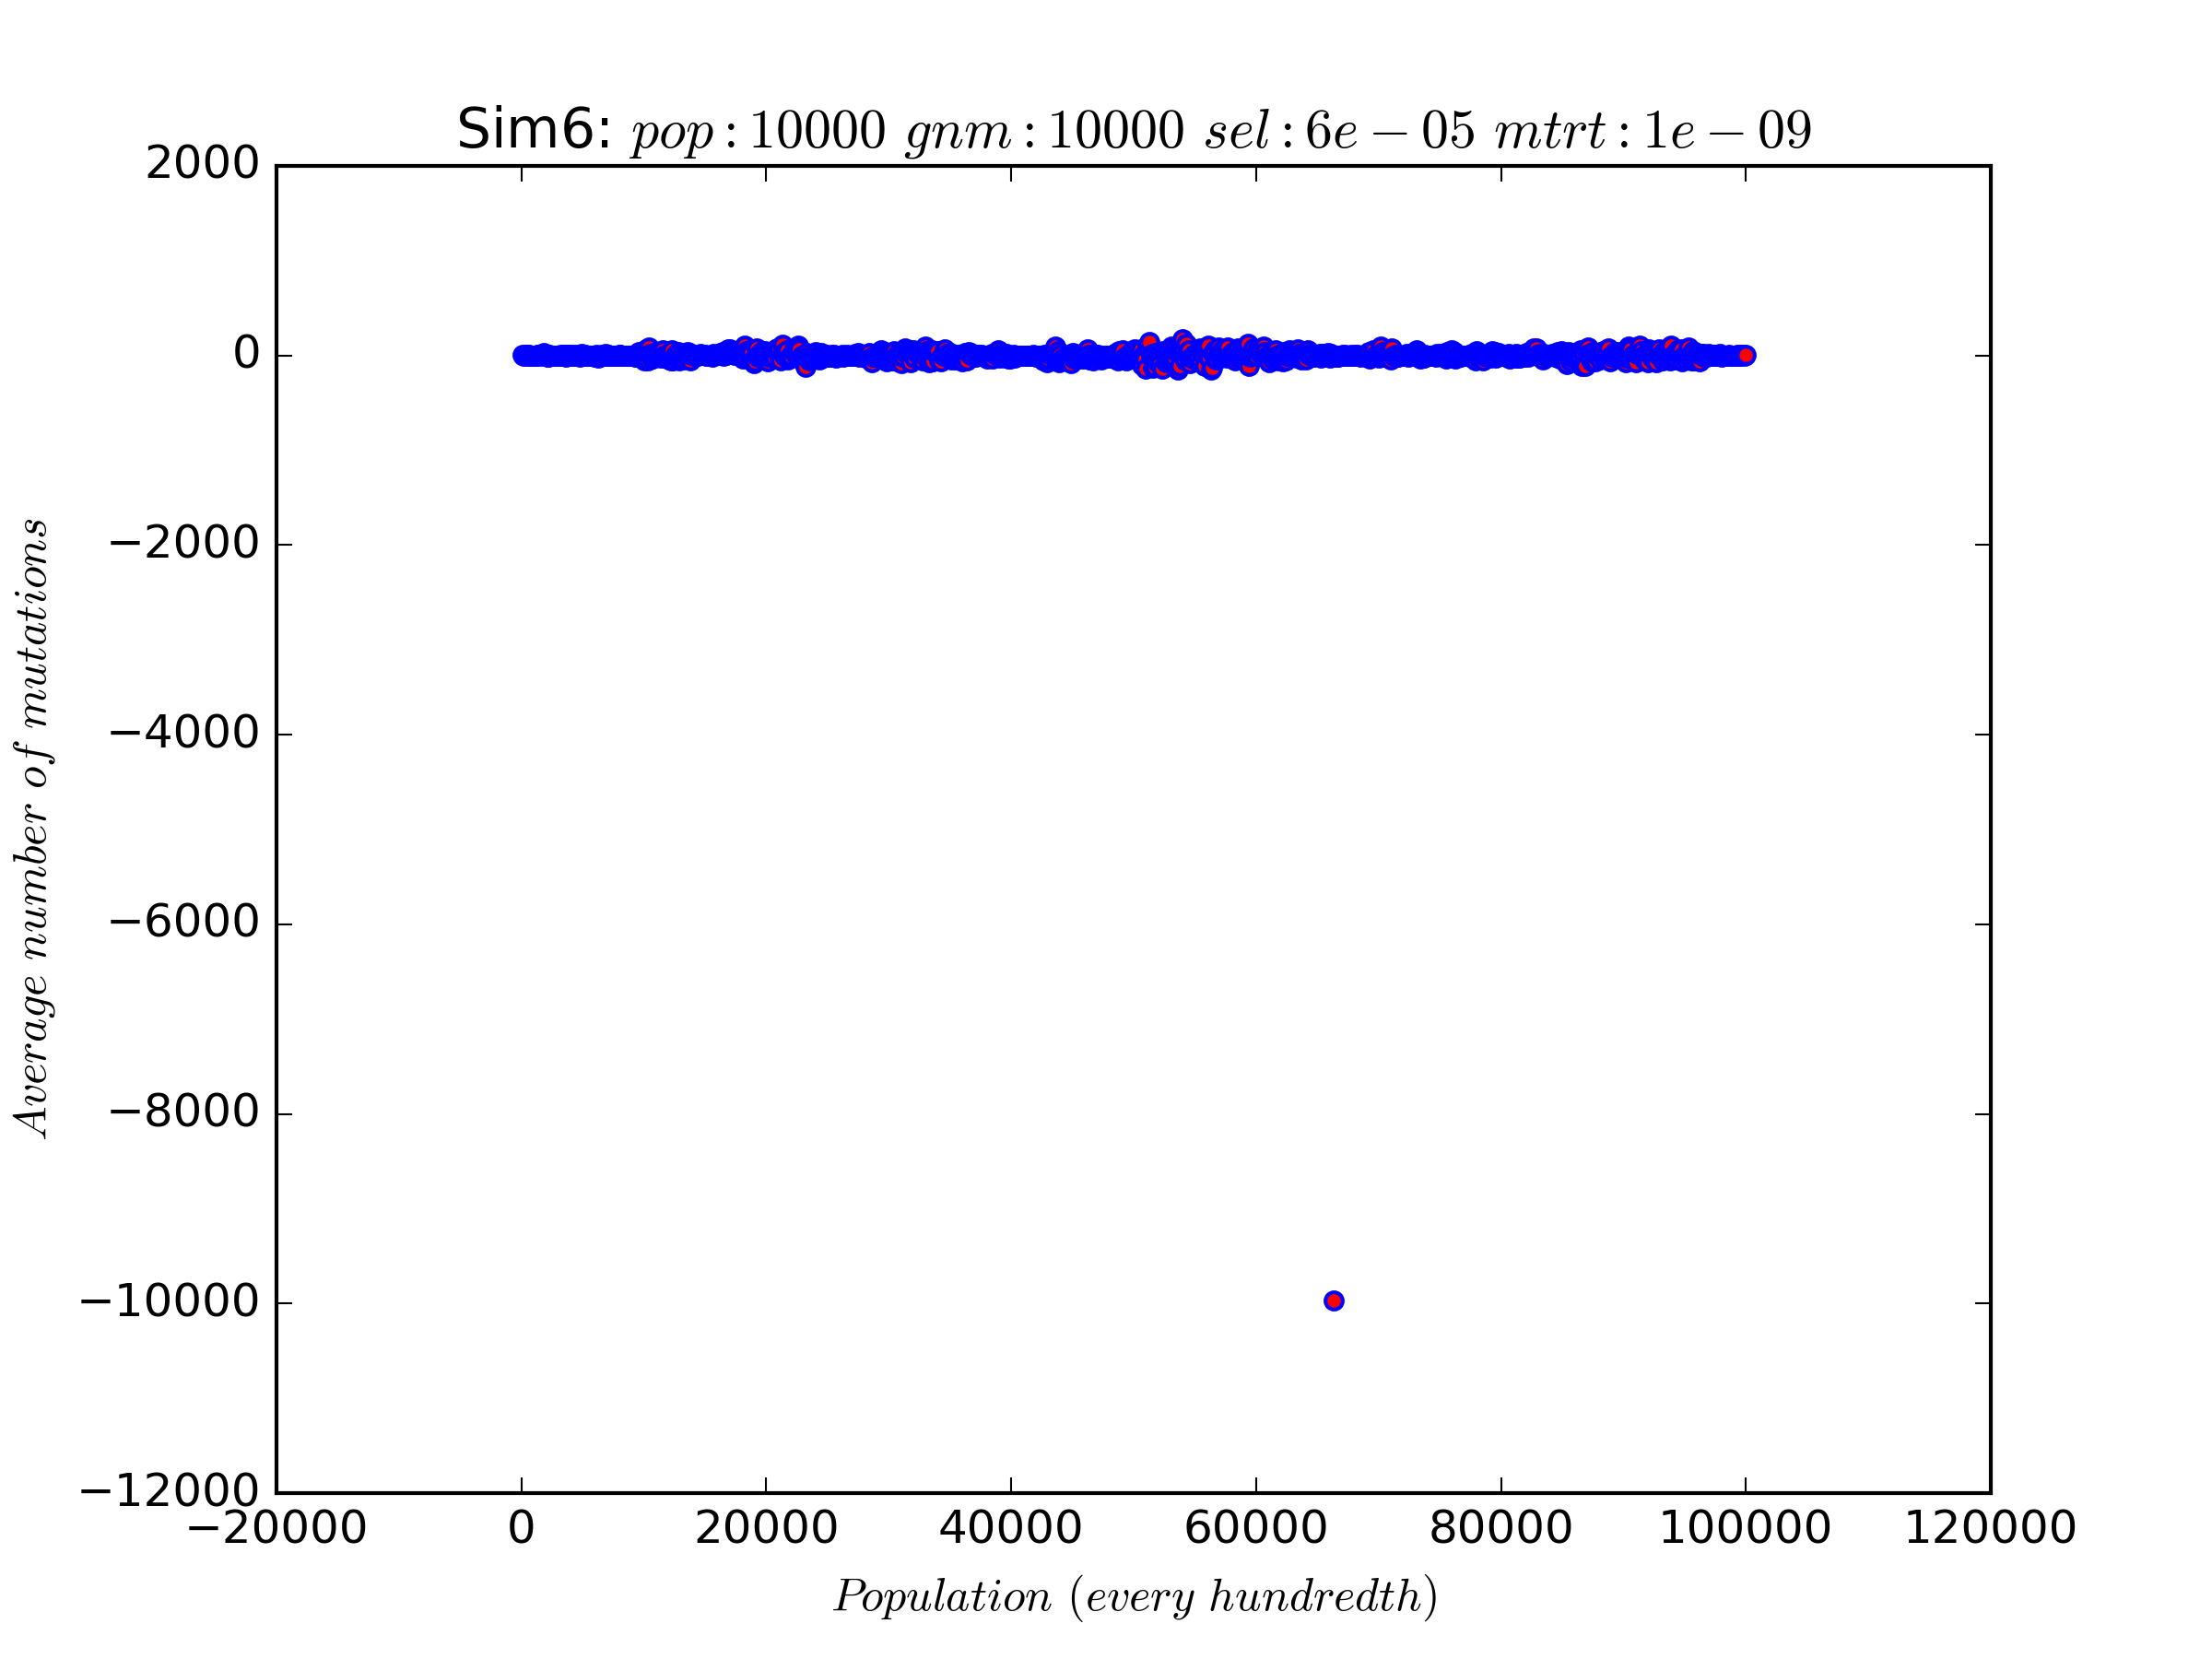 Sim6: pop : 10000 gnm : 10000 sel : 6e − 05 mtrt : 1e − 09
2000
0
−2000
−4000
−6000
−8000
−10000
−12000
Average number of mutations
−20000 0 20000 40000 60000 80000 100000 120000
Population (every hundredth)